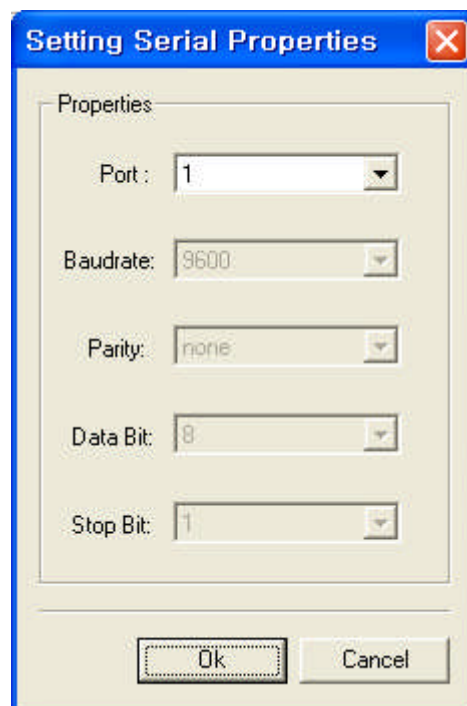 Setting Serial Properties
Properties
Port : 1
Baudrate: 9600
Parity: none
Data Bit: 8
Stop Bit: 1
Ok Cancel